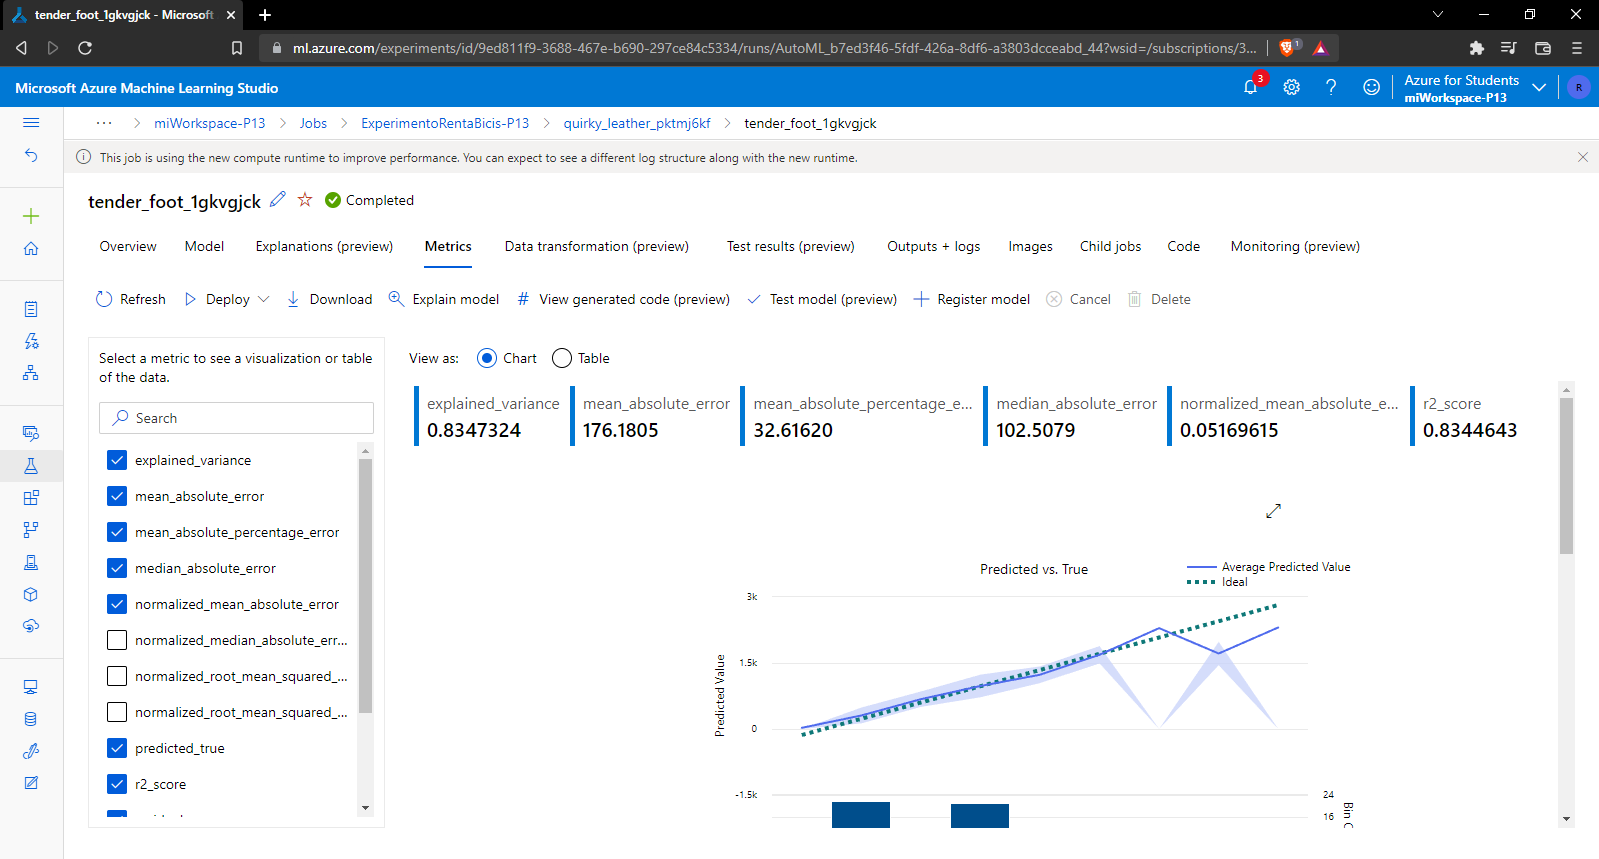 tender_foot_1gkvgjck - Microsoft
ml.azure.com/experiments/id/9ed811f9-3688-467e-b690-297ce84c5334/runs/AutoML_b7ed3f46-5fdf-426a-8df6-a3803dcceabd_44?wsid=/subscriptions/3...
1
Microsoft Azure Machine Learning Studio
3
Azure for Students
miWorkspace-P13
R
... > miWorkspace-P13 > Jobs > ExperimentoRentaBicis-P13 > quirky_leather_pktmj6kf > tender_foot_1gkvgjck
This job is using the new compute runtime to improve performance. You can expect to see a different log structure along with the new runtime.
tender_foot_1gkvgjck Completed
Overview Model Explanations (preview) Metrics Data transformation (preview) Test results (preview) Outputs + logs Images Child jobs Code Monitoring (preview)
Refresh Deploy Download Explain model # View generated code (preview) Test model (preview) Register model Cancel Delete
Select a metric to see a visualization or table
of the data.
Search
explained_variance
mean_absolute_error
mean_absolute_percentage_error
median_absolute_error
normalized_mean_absolute_error
normalized_median_absolute_err...
normalized_root_mean_squared_...
normalized_root_mean_squared_...
predicted_true
r2_score
View as: Chart Table
explained_variance
0.8347324
mean_absolute_error
176.1805
mean_absolute_percentage_e...
32.61620
median_absolute_error
102.5079
normalized_mean_absolute_e...
0.05169615
r2_score
0.8344643
Predicted vs. True
Average Predicted Value
Ideal
Predicted Value
3k
1.5k
0
-1.5k
24
16
Bin C